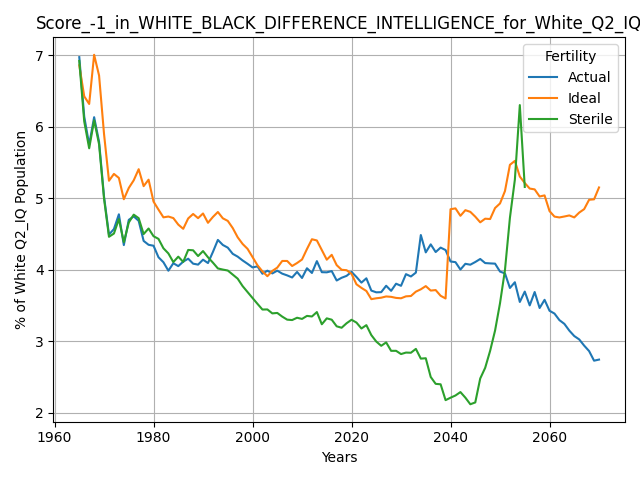 Score_-1_in_WHITE_BLACK_DIFFERENCE_INTELLIGENCE_for_White_Q2_IQ
Fertility
Actual
Ideal
Sterile
% of White Q2_IQ Population
7
6
5
4
3
2
1960
1980
2000
2020
2040
2060
Years